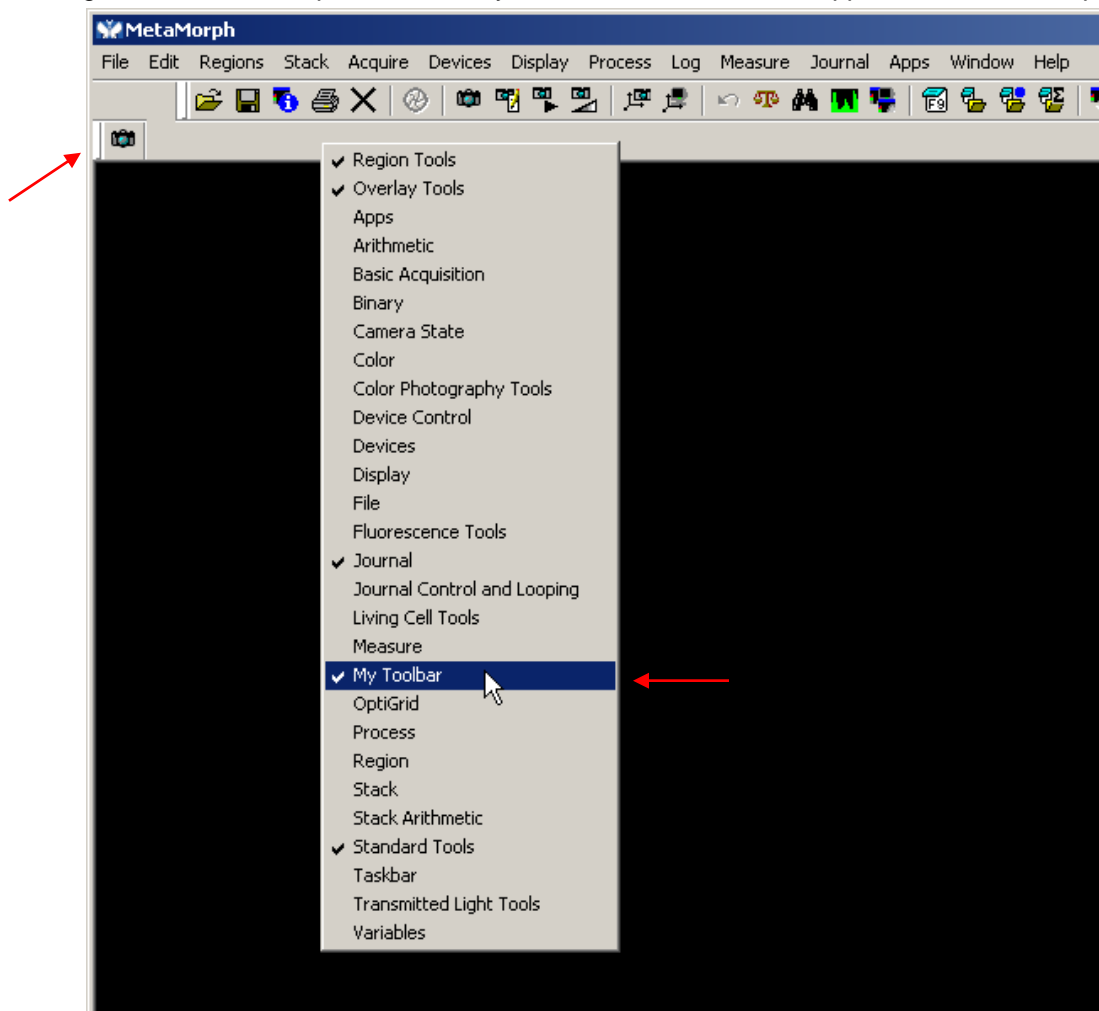 MetaMorph
File Edit Regions Stack Acquire Devices Display Process Log Measure Journal Apps Window Help
F9
Region Tools
Overlay Tools
Apps
Arithmetic
Basic Acquisition
Binary
Camera State
Color
Color Photography Tools
Device Control
Devices
Display
File
Fluorescence Tools
Journal
Journal Control and Looping
Living Cell Tools
Measure
My Toolbar
OptiGrid
Process
Region
Stack
Stack Arithmetic
Standard Tools
Taskbar
Transmitted Light Tools
Variables